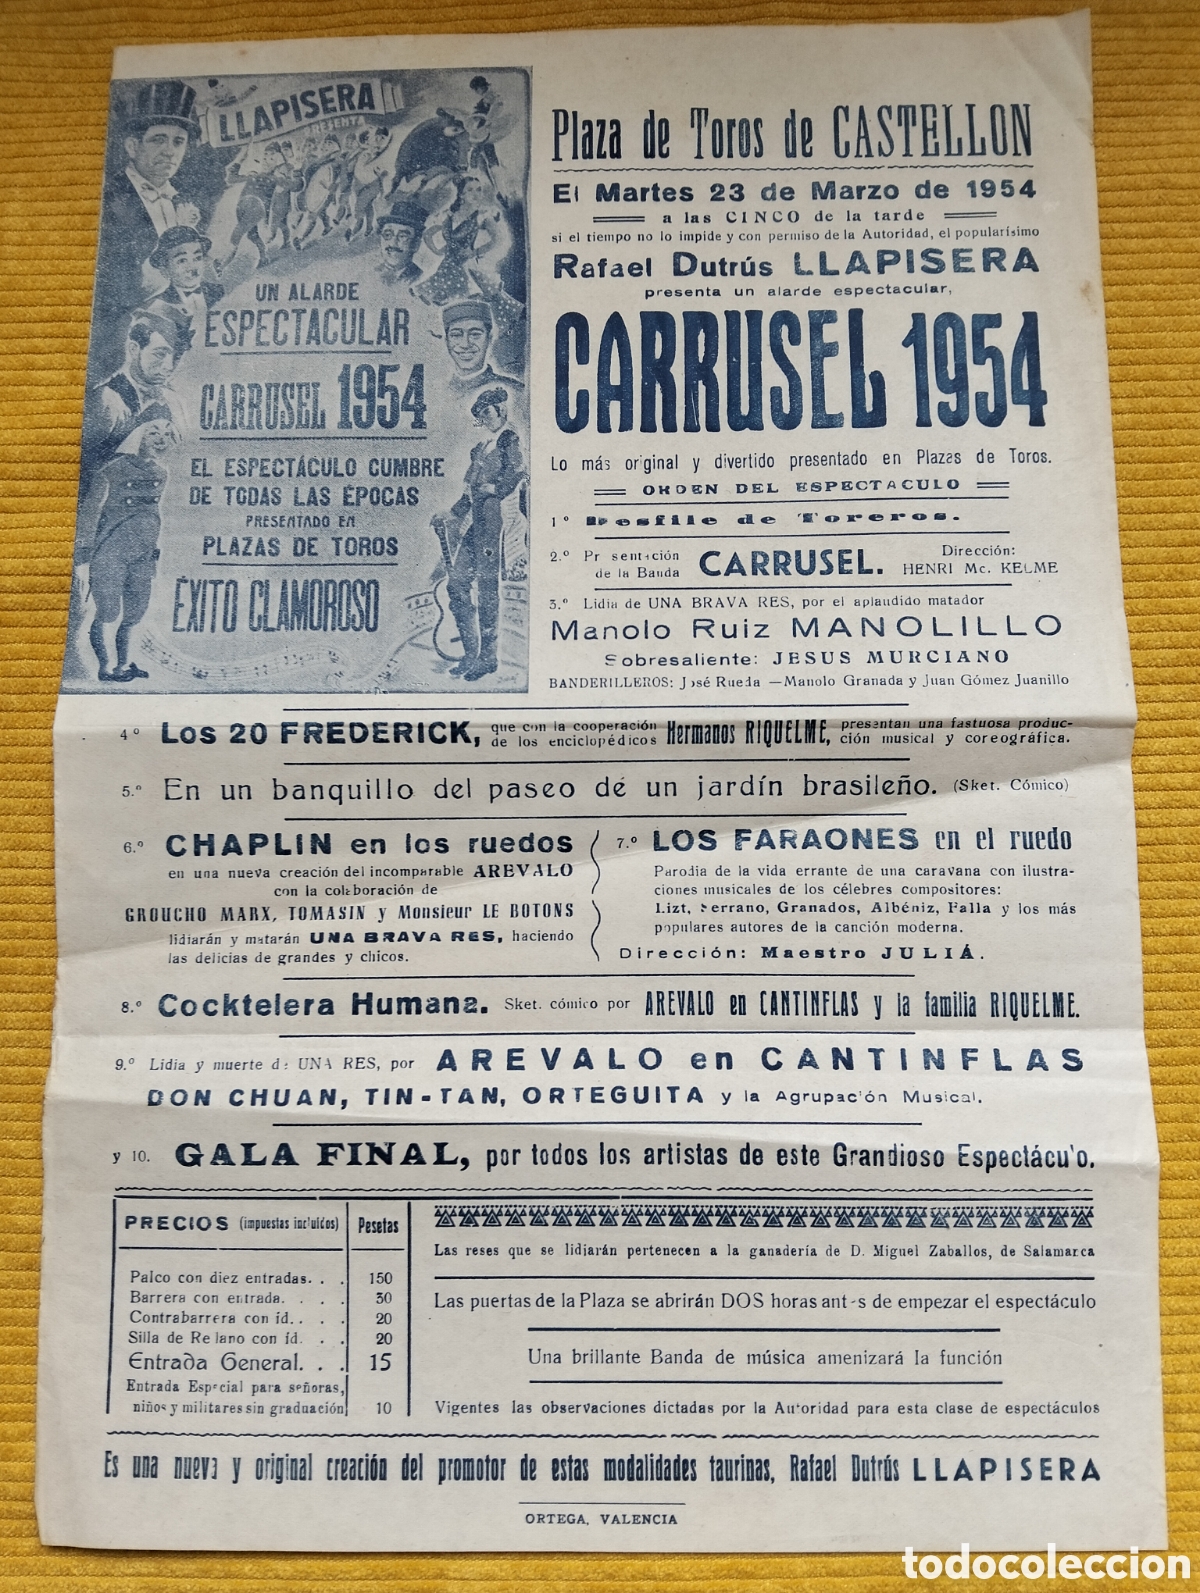 LLAPISERA
PRESENTA
UN ALARDE
ESPECTACULAR
CARRUSEL 1954
EL ESPECTÁCULO CUMBRE
DE TODAS LAS ÉPOCAS
PRESENTADO EN
PLAZAS DE TOROS
ÉXITO CLAMOROSO
Plaza de Toros de CASTELLON
El Martes 23 de Marzo de 1954
a las CINCO de la tarde
si el tiempo no lo impide y con permiso de la Autoridad, el popularísimo
Rafael Dutrús LLAPISERA
presenta un alarde espectacular,
CARRUSEL 1954
Lo más original y divertido presentado en Plazas de Toros.
ORDEN DEL ESPECTACULO
1º Desfile de Toreros.
2.º Pr sentación de la Banda CARRUSEL. Dirección: HENRI Mc. KELME
3.º Lidia de UNA BRAVA RES, por el aplaudido matador
Manolo Ruiz MANOLILLO
Sobresaliente: JESUS MURCIANO
BANDERILLEROS: José Rueda —Manolo Granada y Juan Gómez Juanillo
4º Los 20 FREDERICK, que con la cooperación de los enciclopédicos Hermanos RIQUELME, presentan una fastuosa produc-
ción musical y coreográfica.
5.º En un banquillo del paseo de un jardín brasileño. (Sket. Cómico)
6.º CHAPLIN en los ruedos
en una nueva creación del incomparable AREVALO
con la colaboración de
GROUCHO MARX, TOMASIN y Monsieur LE BOTONS
lidiarán y matarán UNA BRAVA RES, haciendo
las delicias de grandes y chicos.
7.º LOS FARAONES en el ruedo
Parodia de la vida errante de una caravana con ilustra-
ciones musicales de los célebres compositores:
Lizt, Serrano, Granados, Albéniz, Falla y los más
populares autores de la canción moderna.
Dirección: Maestro JULIÁ.
8.º Cocktelera Humana. Sket. cómico por AREVALO en CANTINFLAS y la familia RIQUELME.
9.º Lidia y muerte de UNA RES, por AREVALO en CANTINFLAS
DON CHUAN, TIN-TAN, ORTEGUITA y la Agrupac'ón Musical.
y 10. GALA FINAL, por todos los artistas de este Grandioso Espectácu'o.
PRECIOS (impuestas incluidos) Pesetas
Palco con diez entradas. . . 150
Barrera con entrada. . . . 30
Contrabarrera con id. . . . 20
Silla de Rellano con id. . . 20
Entrada General. . . 15
Entrada Especial para señoras,
niños y militares sin graduación 10
Las reses que se lidiarán pertenecen a la ganadería de D. Miguel Zaballos, de Salamanca
Las puertas de la Plaza se abrirán DOS horas antes de empezar el espectáculo
Una brillante Banda de música amenizará la función
Vigentes las observaciones dictadas por la Autoridad para esta clase de espectáculos
Es una nueva y original creación del promotor de estas modalidades taurinas, Rafael Dutrús LLAPISERA
ORTEGA, VALENCIA
todocoleccion